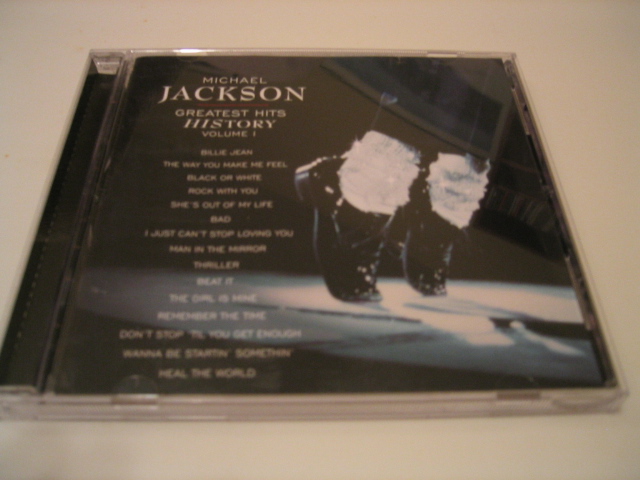 MICHAEL
JACKSON
GREATEST HITS
HISTORY
VOLUME I
BILLIE JEAN
THE WAY YOU MAKE ME FEEL
BLACK OR WHITE
ROCK WITH YOU
SHE'S OUT OF MY LIFE
BAD
I JUST CAN'T STOP LOVING YOU
MAN IN THE MIRROR
THRILLER
BEAT IT
THE GIRL IS MINE
REMEMBER THE TIME
DON'T STOP 'TIL YOU GET ENOUGH
WANNA BE STARTIN' SOMETHIN'
HEAL THE WORLD